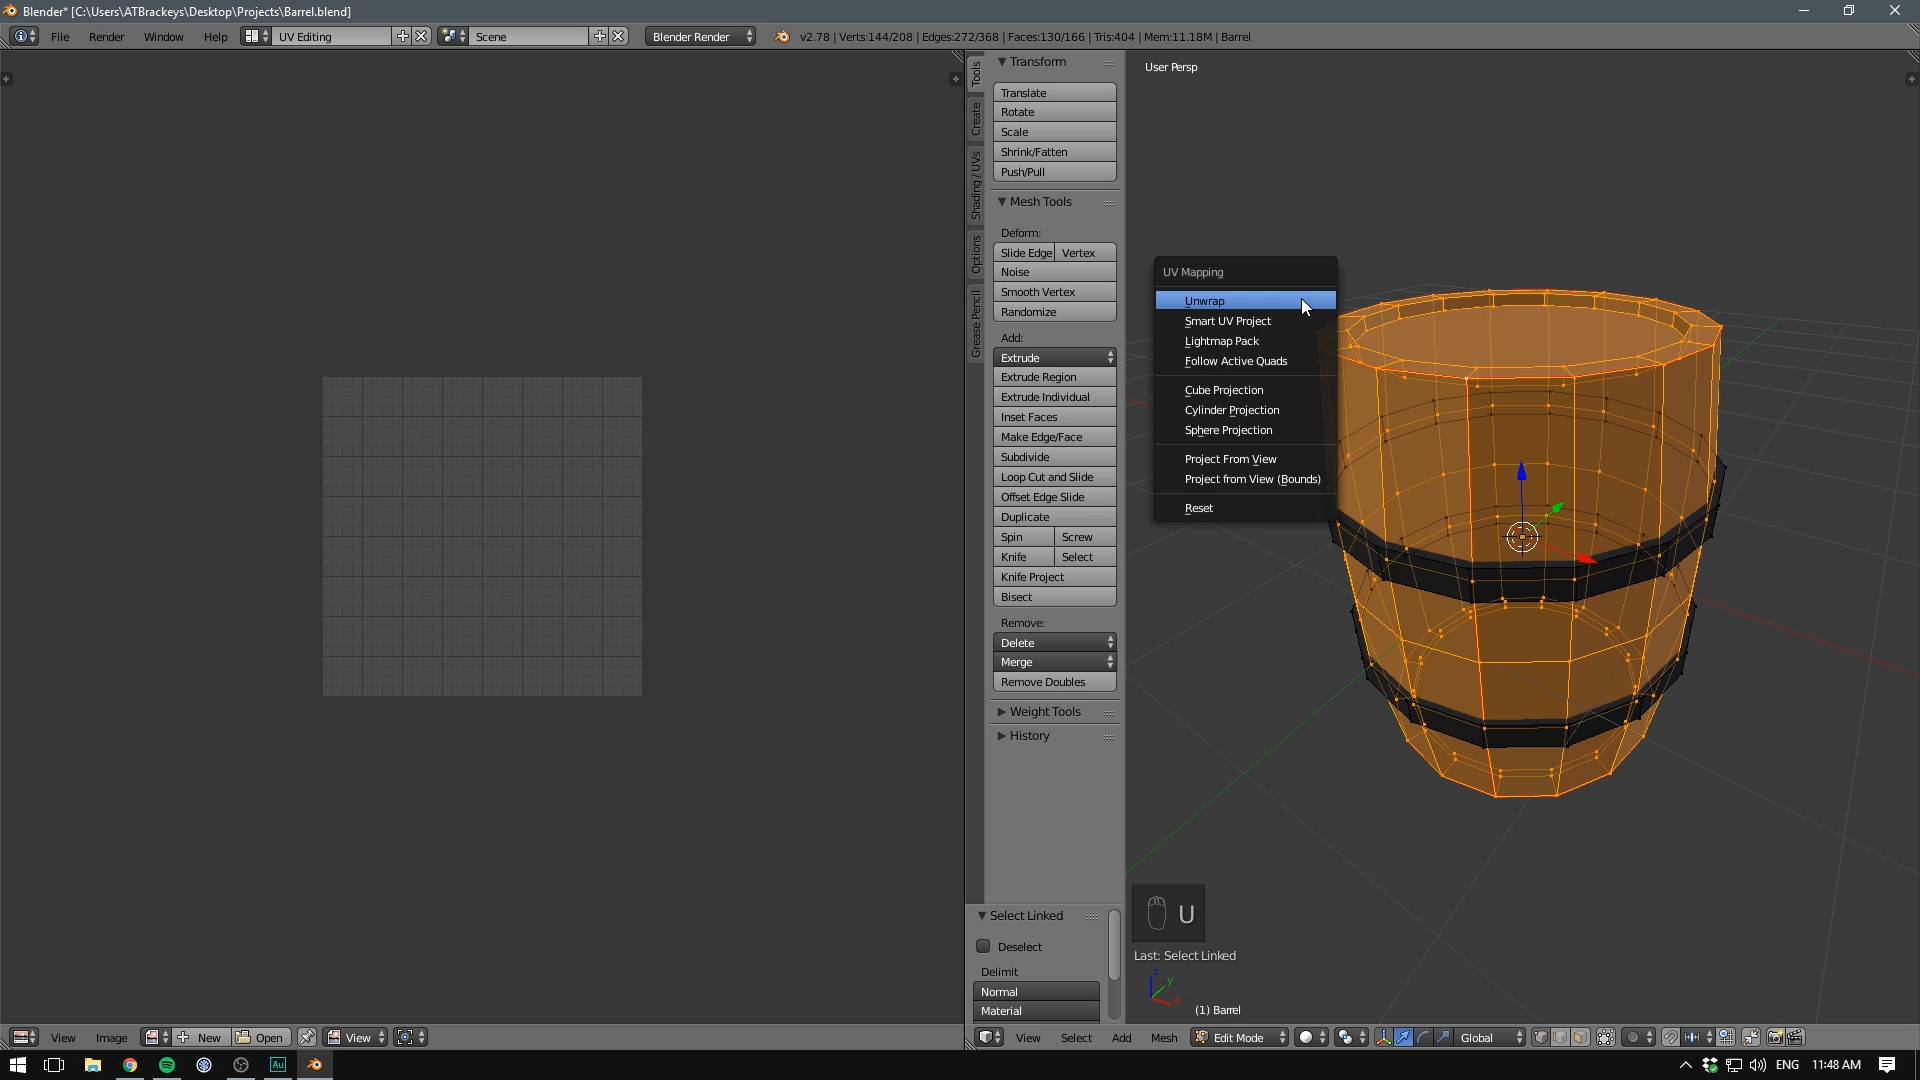 Blender* [C:\Users\ATBrackeys\Desktop\Projects\Barrel.blend]
File Render Window Help UV Editing Scene Blender Render v2.78 | Verts:144/208 | Edges:272/368 | Faces:130/166 | Tris:404 | Mem:11.18M | Barrel
Tools
Create
Shading / UVs
Options
Grease Pencil
Transform
Translate
Rotate
Scale
Shrink/Fatten
Push/Pull
Mesh Tools
Deform:
Slide Edge Vertex
Noise
Smooth Vertex
Randomize
Add:
Extrude
Extrude Region
Extrude Individual
Inset Faces
Make Edge/Face
Subdivide
Loop Cut and Slide
Offset Edge Slide
Duplicate
Spin Screw
Knife Select
Knife Project
Bisect
Remove:
Delete
Merge
Remove Doubles
Weight Tools
History
Select Linked
Deselect
Delimit
Normal
Material
User Persp
UV Mapping
Unwrap
Smart UV Project
Lightmap Pack
Follow Active Quads
Cube Projection
Cylinder Projection
Sphere Projection
Project From View
Project from View (Bounds)
Reset
U
Last: Select Linked
z
y
x
(1) Barrel
View Image New Open View
View Select Add Mesh Edit Mode Global
Au
ENG 11:48 AM